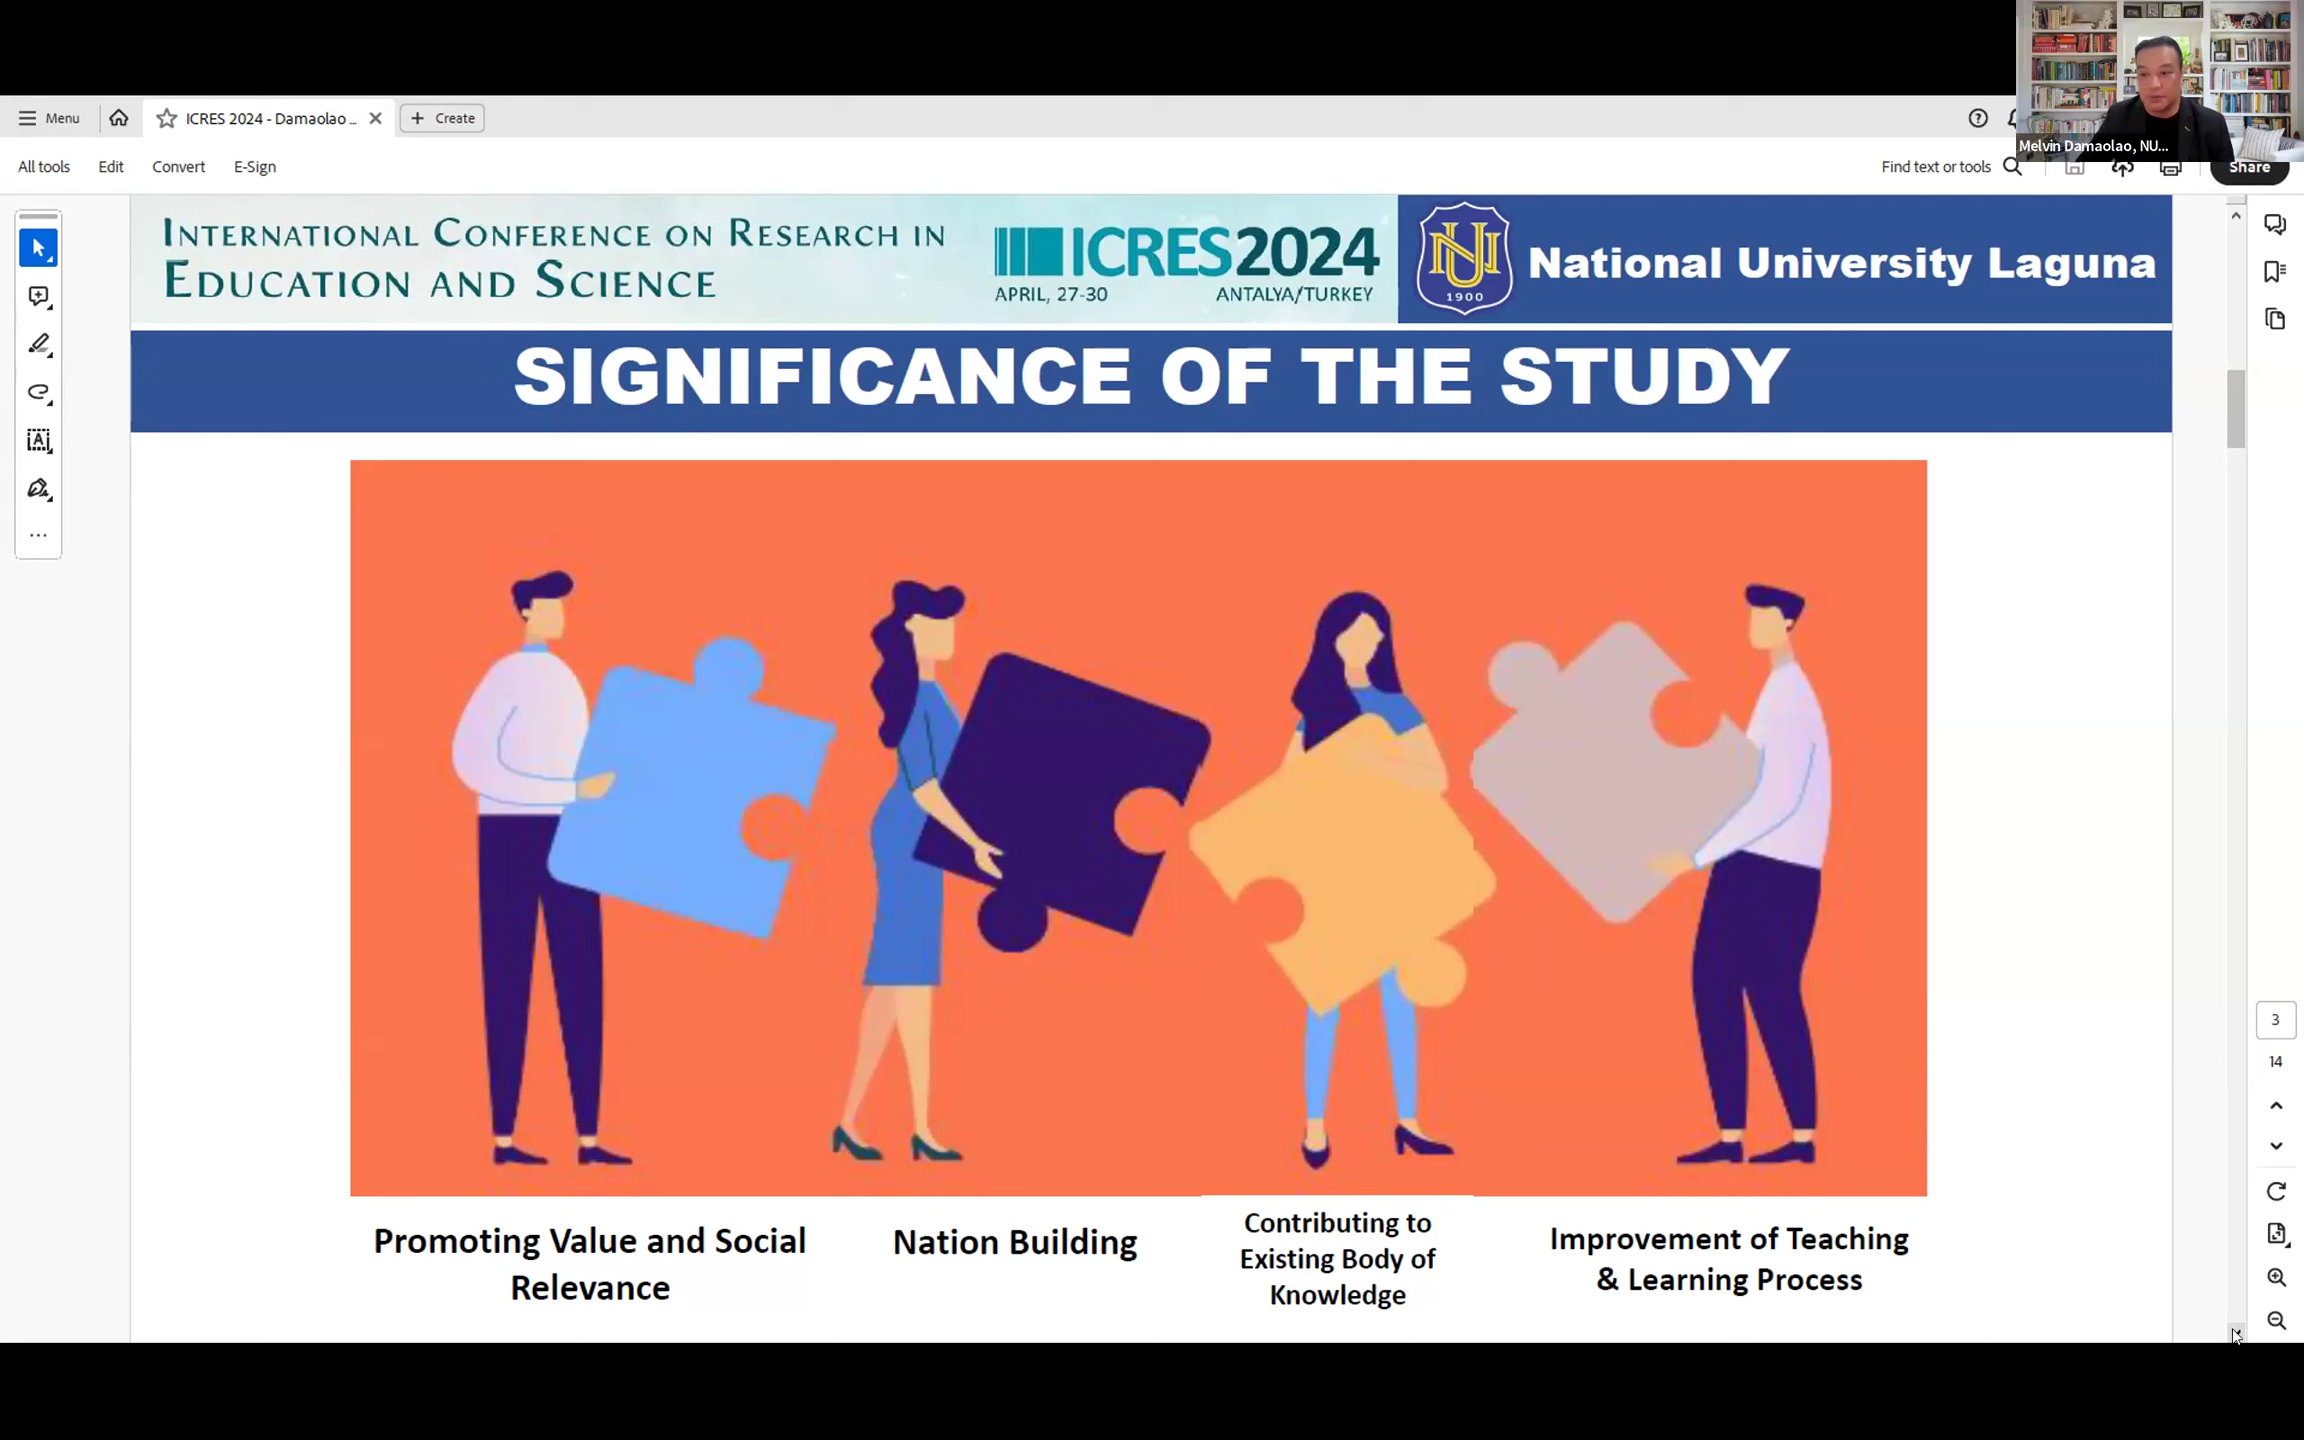 Menu
ICRES 2024 - Damaolao ...
Create
All tools
Edit
Convert
E-Sign
Find text or tools
Share
Melvin Damaolao, NU...
INTERNATIONAL CONFERENCE ON RESEARCH IN
EDUCATION AND SCIENCE
ICRES2024
APRIL, 27-30
ANTALYA/TURKEY
NU
1900
National University Laguna
SIGNIFICANCE OF THE STUDY
Promoting Value and Social
Relevance
Nation Building
Contributing to
Existing Body of
Knowledge
Improvement of Teaching
& Learning Process
3
14